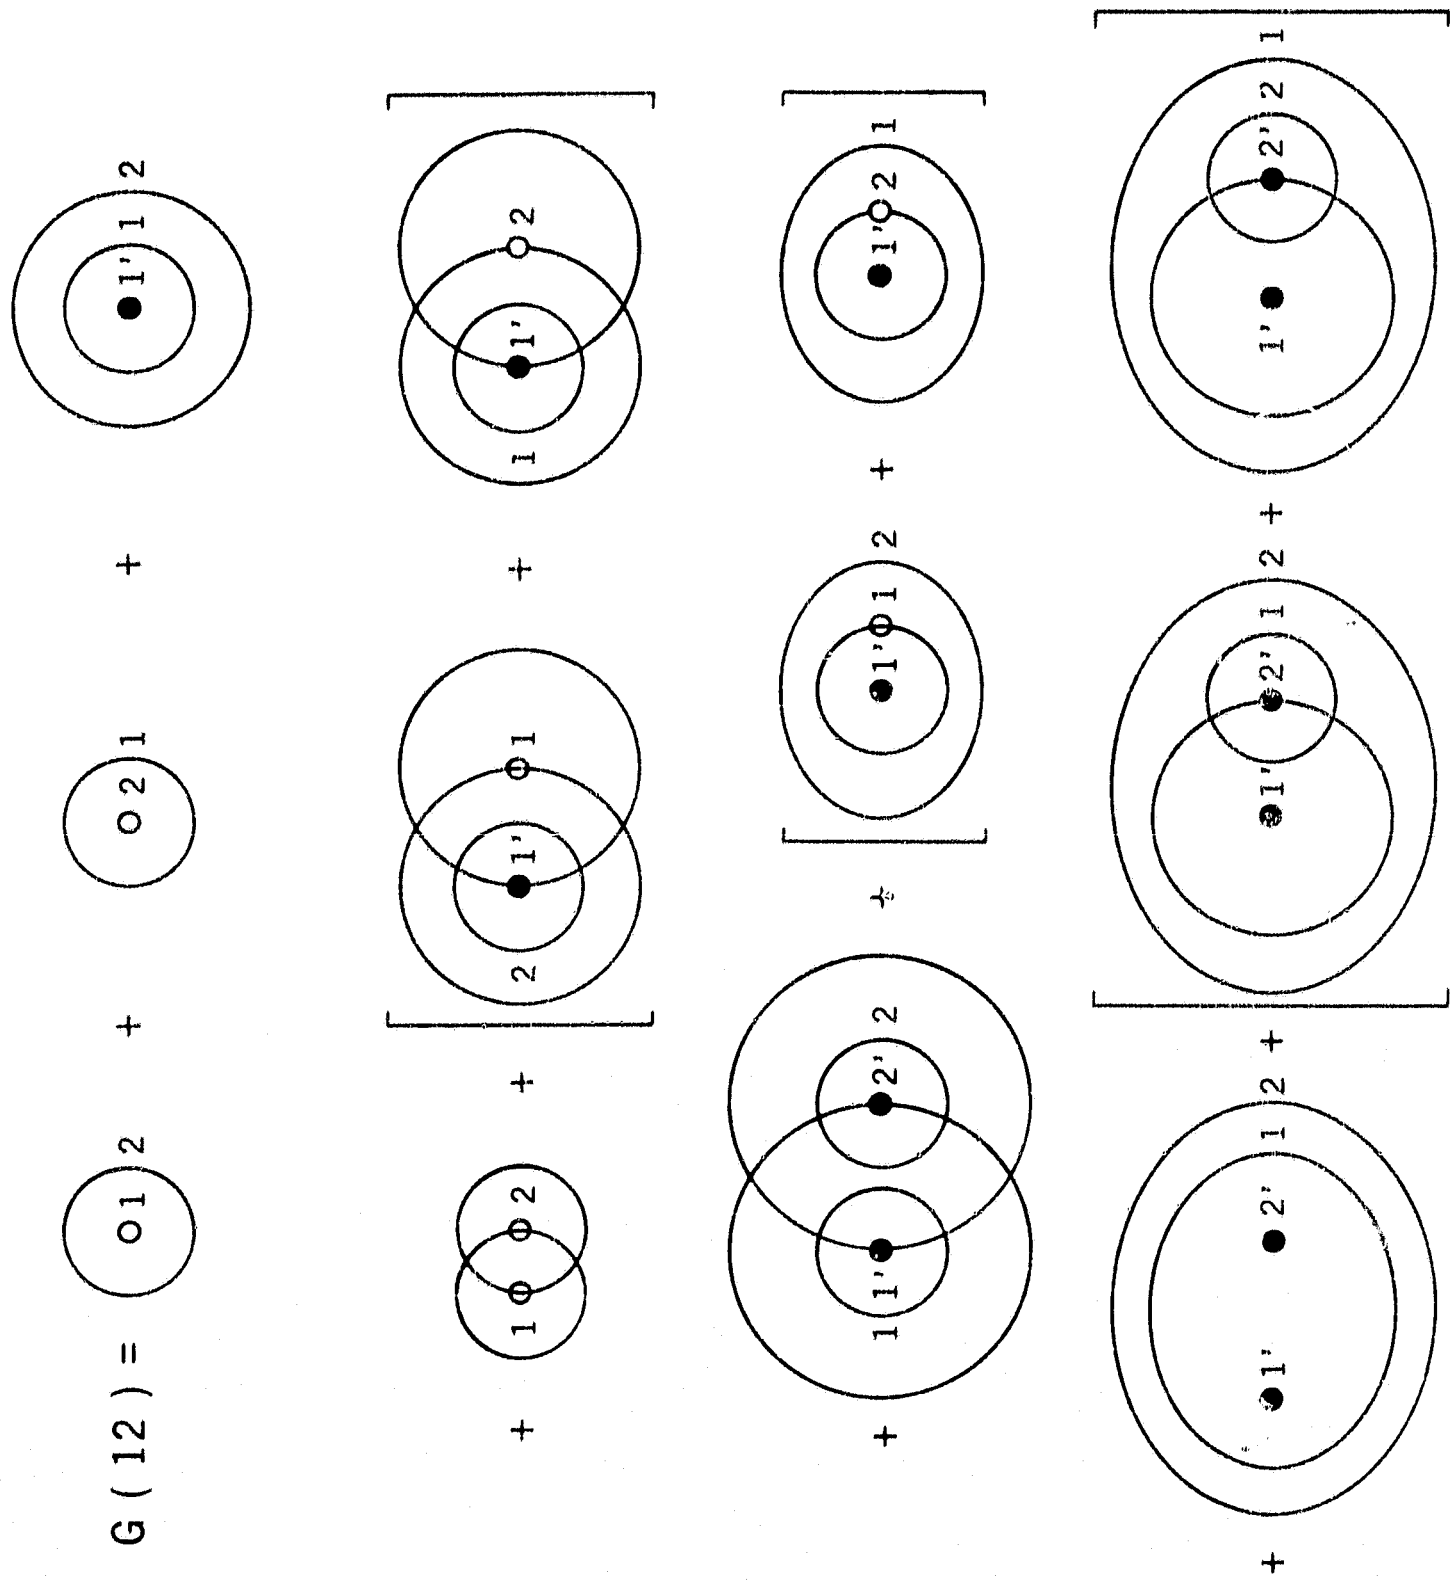 G ( 12 ) = 1 2 + 2 1 + 1' 1 2
+ 1 2 + [ 2 1' 1 + 1 1' 2 ]
+ 1 1' 2' 2 + [ 1' 1 2 + 1' 2 1 ]
+ 1' 2' 1 2 + [ 1' 2' 1 2 + 1' 2' 2 1 ]